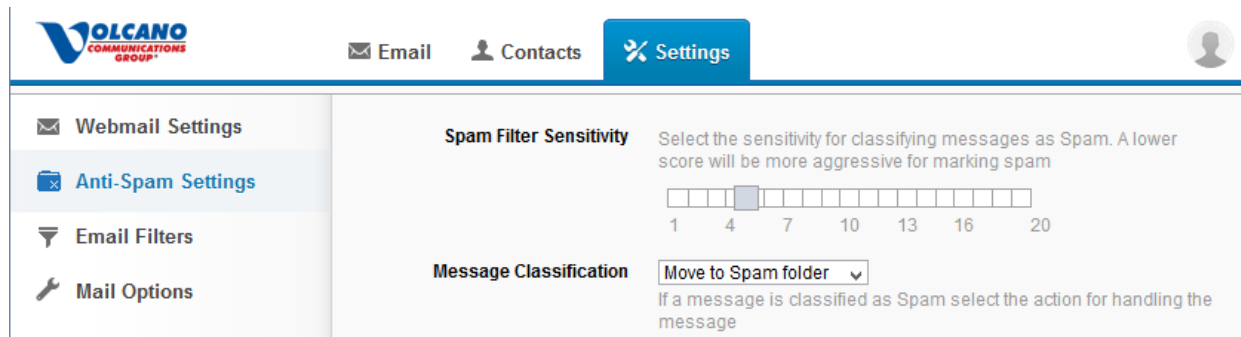 VOLCANO
COMMUNICATIONS
GROUP
Email
Contacts
Settings
Webmail Settings
Anti-Spam Settings
Email Filters
Mail Options
Spam Filter Sensitivity
Select the sensitivity for classifying messages as Spam. A lower
score will be more aggressive for marking spam
1 4 7 10 13 16 20
Message Classification
Move to Spam folder
If a message is classified as Spam select the action for handling the
message